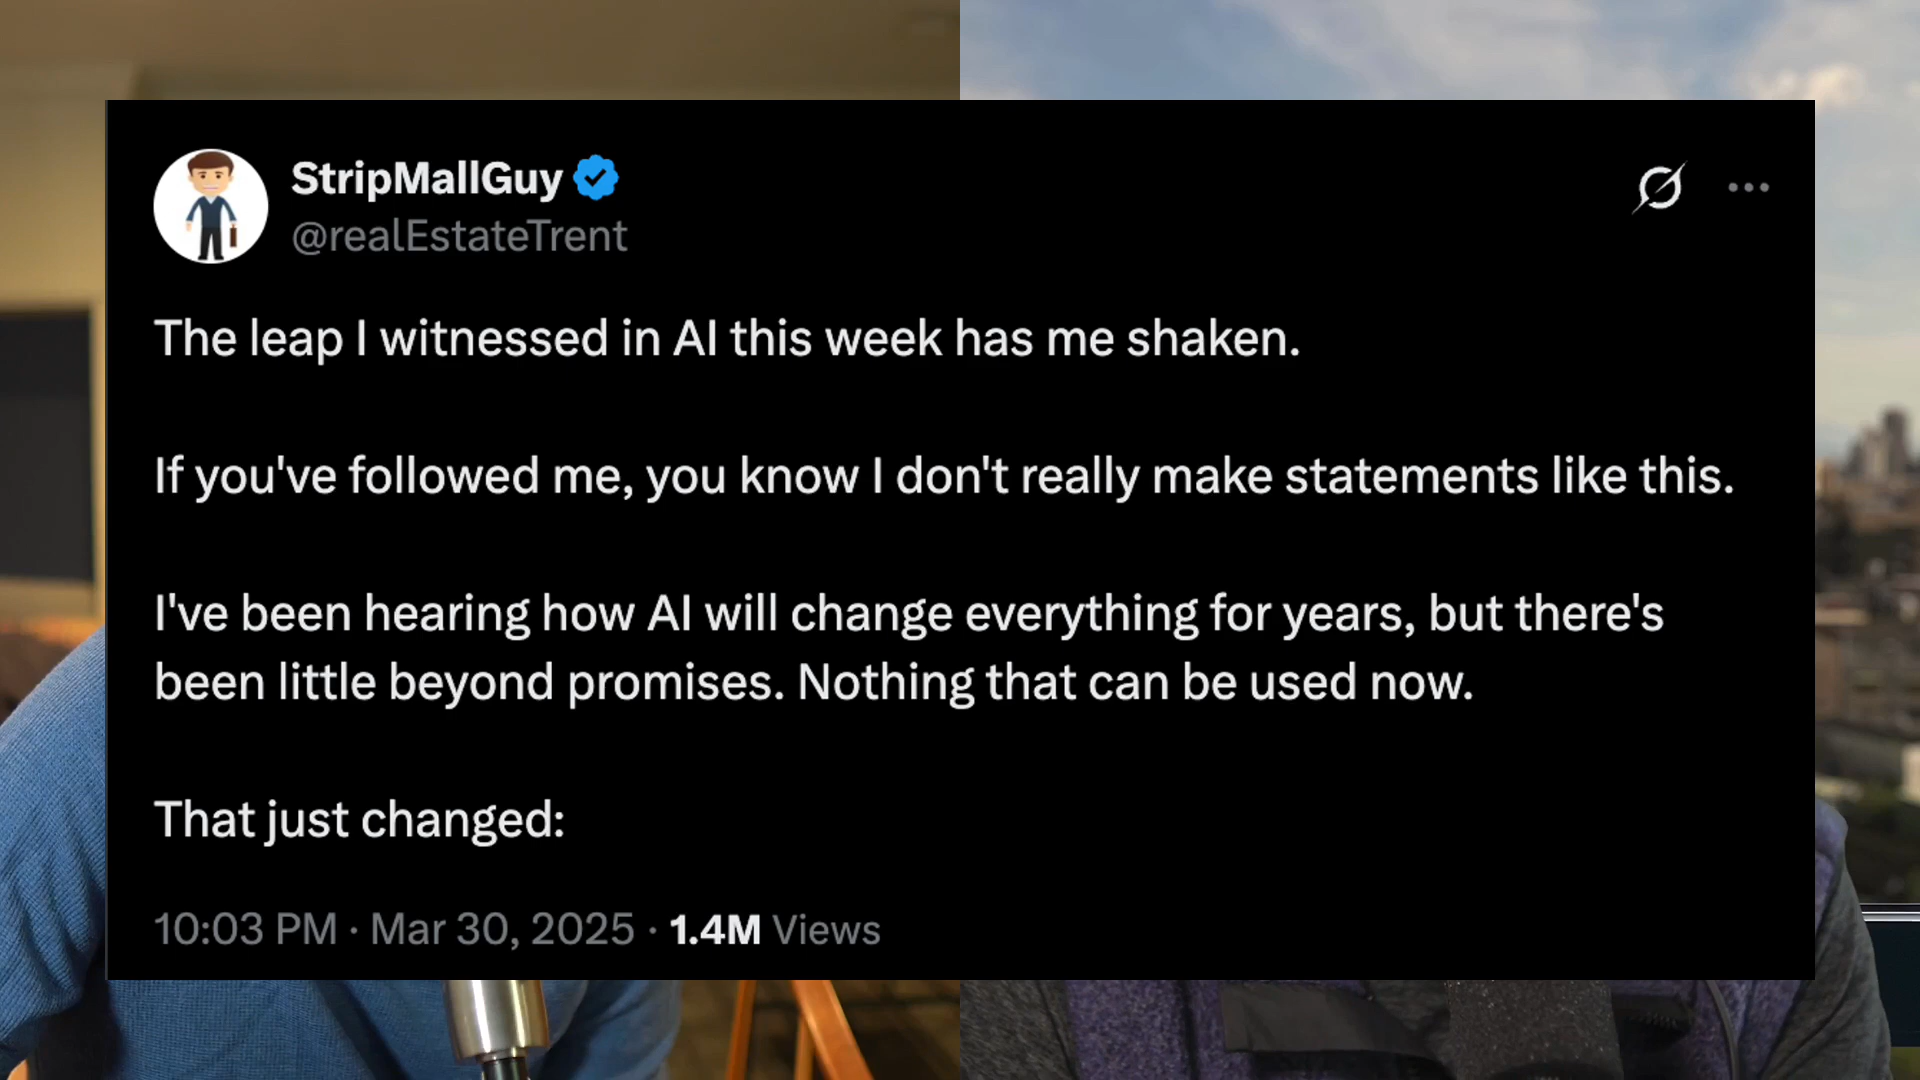 StripMallGuy
@realEstateTrent
The leap I witnessed in AI this week has me shaken.
If you've followed me, you know I don't really make statements like this.
I've been hearing how AI will change everything for years, but there's
been little beyond promises. Nothing that can be used now.
That just changed:
10:03 PM · Mar 30, 2025 · 1.4M Views